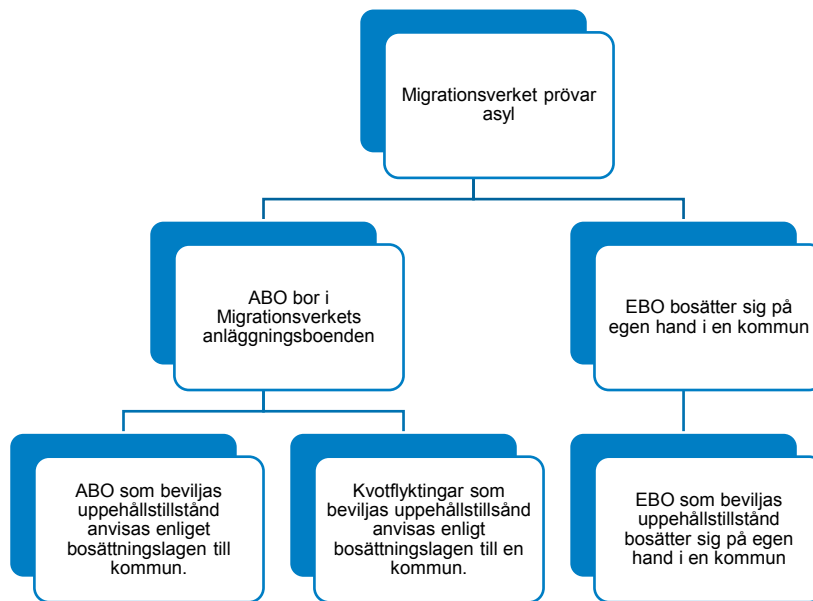 Migrationsverket prövar
asyl
ABO bor i
Migrationsverkets
anläggningsboenden
EBO bosätter sig på
egen hand i en kommun
ABO som beviljas
uppehållstillstånd
anvisas enliget
bosättningslagen till
kommun.
Kvotflyktingar som
beviljas uppehållstillsånd
anvisas enligt
bosättningslagen till en
kommun.
EBO som beviljas
uppehållstillstånd
bosätter sig på egen
hand i en kommun